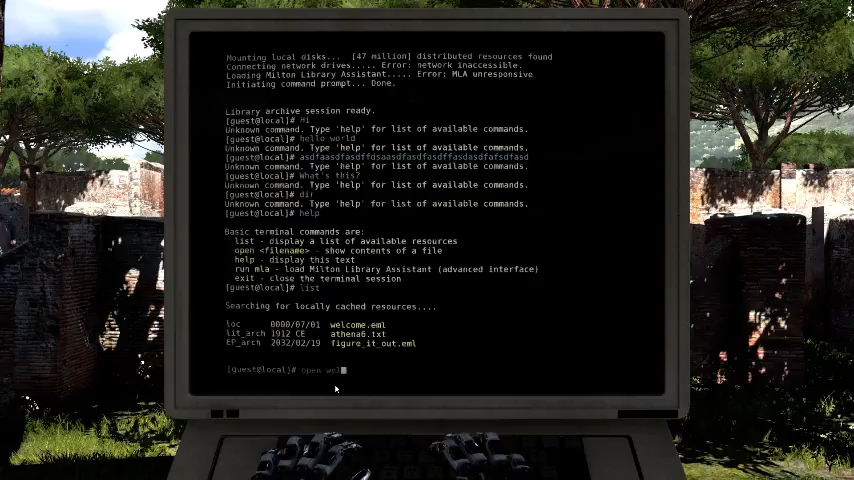 Mounting local disks... [47 million] distributed resources found
Connecting network drives..... Error: network inaccessible.
Loading Milton Library Assistant..... Error: MLA unresponsive
Initiating command prompt... Done.
Library archive session ready.
[guest@local]# Hi
Unknown command. Type 'help' for list of available commands.
[guest@local]# hello world
Unknown command. Type 'help' for list of available commands.
[guest@local]# asdfaasdfasdffdsaasdfasdfasdffasdasdfafsdfasd
Unknown command. Type 'help' for list of available commands.
[guest@local]# What's this?
Unknown command. Type 'help' for list of available commands.
[guest@local]# dir
Unknown command. Type 'help' for list of available commands.
[guest@local]# help
Basic terminal commands are:
list - display a list of available resources
open <filename> - show contents of a file
help - display this text
run mla - load Milton Library Assistant (advanced interface)
exit - close the terminal session
[guest@local]# list
Searching for locally cached resources....
loc 0000/07/01 welcome.eml
lit_arch 1912 CE athena6.txt
EP_arch 2032/02/19 figure_it_out.eml
[guest@local]# open wel